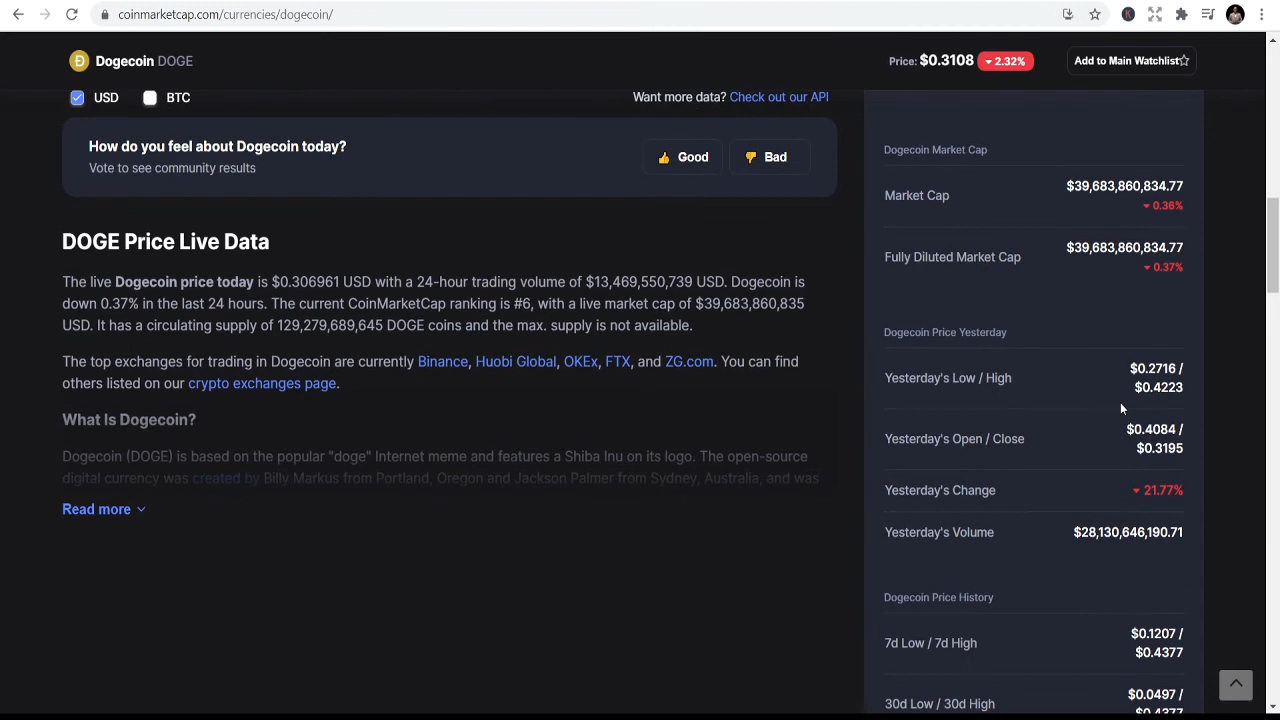 coinmarketcap.com/currencies/dogecoin/
K
Dogecoin DOGE
Price: $0.3108 2.32%
Add to Main Watchlist
USD
BTC
Want more data? Check out our API
How do you feel about Dogecoin today?
Vote to see community results
Good
Bad
DOGE Price Live Data
The live Dogecoin price today is $0.306961 USD with a 24-hour trading volume of $13,469,550,739 USD. Dogecoin is
down 0.37% in the last 24 hours. The current CoinMarketCap ranking is #6, with a live market cap of $39,683,860,835
USD. It has a circulating supply of 129,279,689,645 DOGE coins and the max. supply is not available.
The top exchanges for trading in Dogecoin are currently Binance, Huobi Global, OKEx, FTX, and ZG.com. You can find
others listed on our crypto exchanges page.
What Is Dogecoin?
Dogecoin (DOGE) is based on the popular "doge" Internet meme and features a Shiba Inu on its logo. The open-source
digital currency was created by Billy Markus from Portland, Oregon and Jackson Palmer from Sydney, Australia, and was
Read more
Dogecoin Market Cap
Market Cap
$39,683,860,834.77
0.36%
Fully Diluted Market Cap
$39,683,860,834.77
0.37%
Dogecoin Price Yesterday
Yesterday's Low / High
$0.2716 /
$0.4223
Yesterday's Open / Close
$0.4084 /
$0.3195
Yesterday's Change
21.77%
Yesterday's Volume
$28,130,646,190.71
Dogecoin Price History
7d Low / 7d High
$0.1207 /
$0.4377
30d Low / 30d High
$0.0497 /
$0.4377